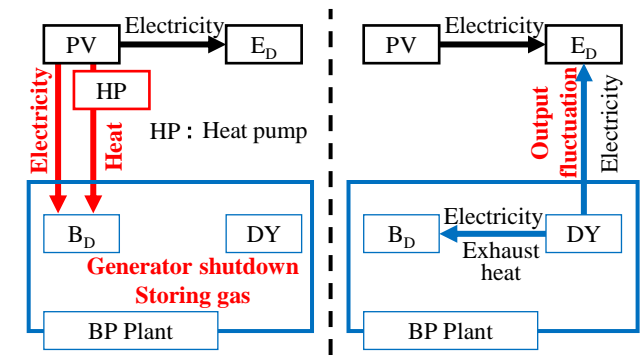 Electricity
PV
E_D
HP
Electricity
Heat
HP : Heat pump
B_D
DY
Generator shutdown
Storing gas
BP Plant
Electricity
PV
E_D
Output
fluctuation
Electricity
Electricity
B_D
DY
Exhaust
heat
BP Plant